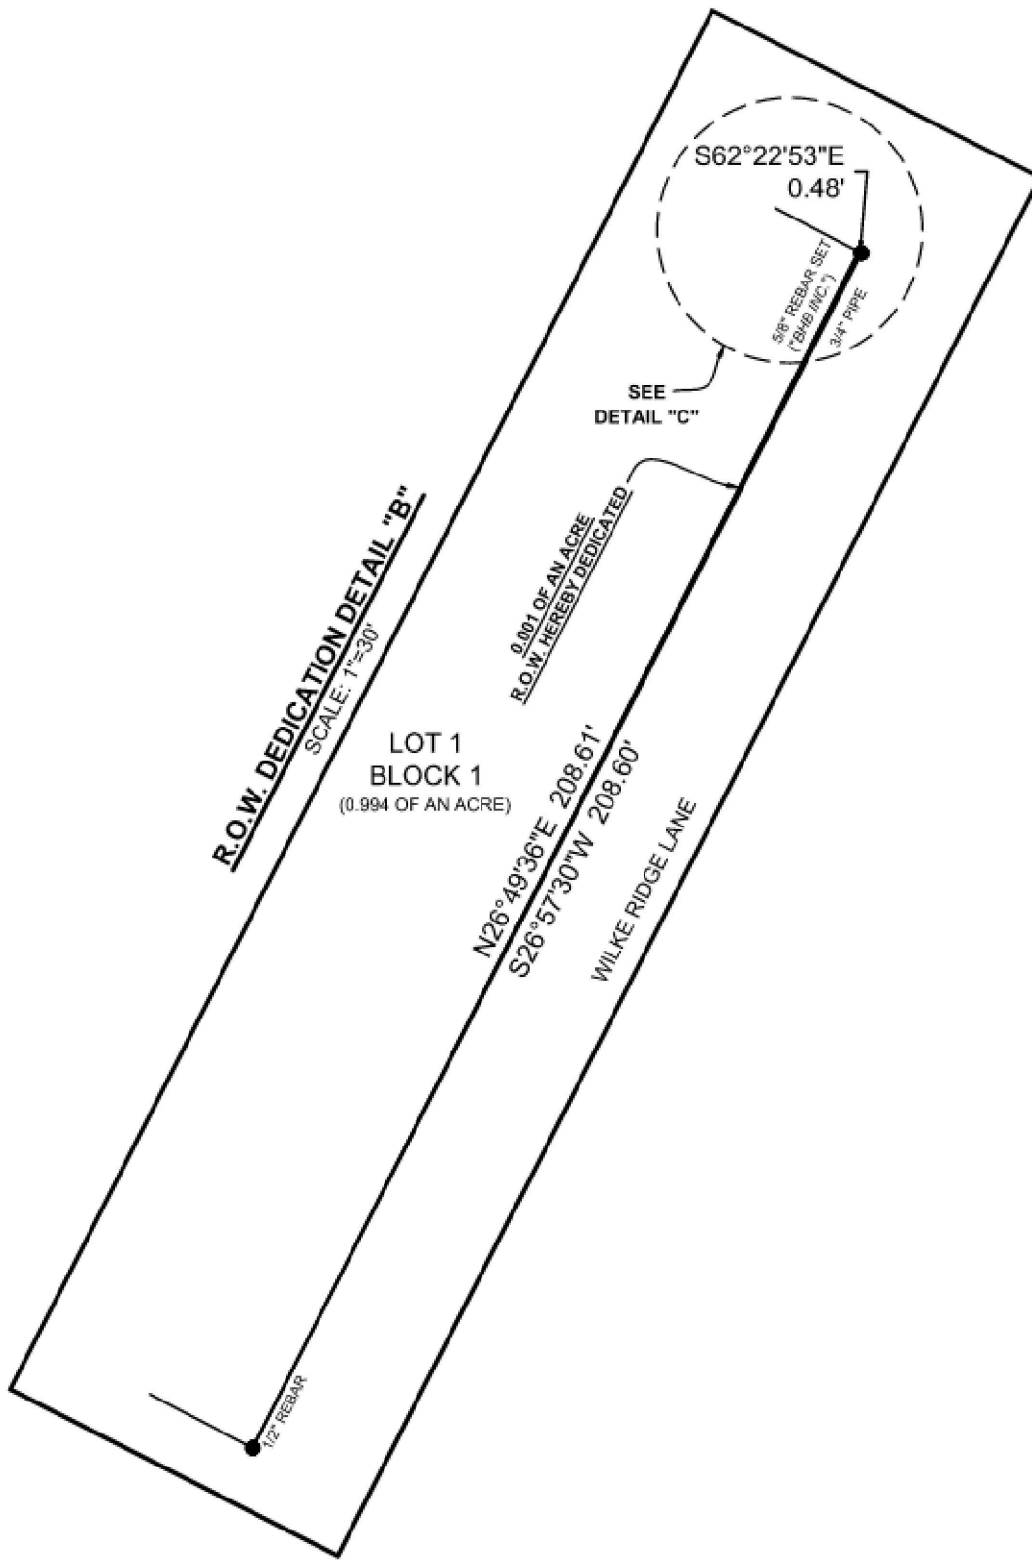 S62°22'53"E
0.48'
5/8" REBAR SET
("BHB INC.")
3/4" PIPE
SEE
DETAIL "C"
0.001 OF AN ACRE
R.O.W. HEREBY DEDICATED
R.O.W. DEDICATION DETAIL "B"
SCALE: 1"=30'
LOT 1
BLOCK 1
(0.994 OF AN ACRE)
N26°49'36"E 208.61'
S26°57'30"W 208.60'
WILKE RIDGE LANE
1/2" REBAR